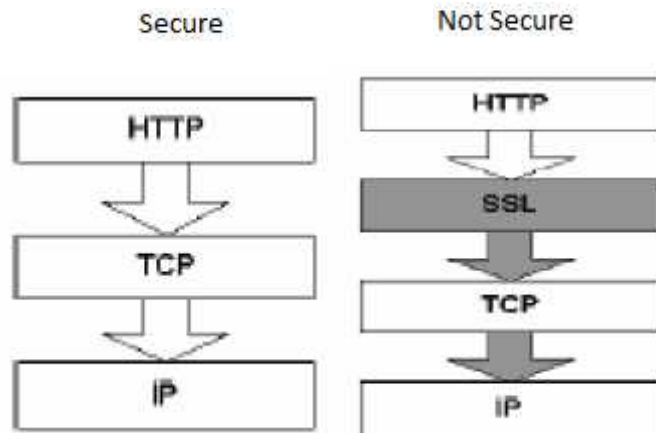 Secure
HTTP
TCP
IP
Not Secure
HTTP
SSL
TCP
IP